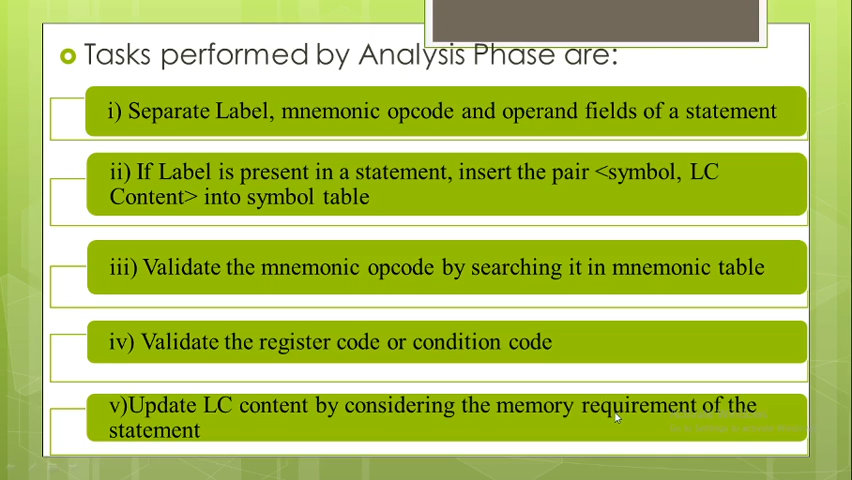 Tasks performed by Analysis Phase are:
i) Separate Label, mnemonic opcode and operand fields of a statement
ii) If Label is present in a statement, insert the pair <symbol, LC
Content> into symbol table
iii) Validate the mnemonic opcode by searching it in mnemonic table
iv) Validate the register code or condition code
v)Update LC content by considering the memory requirement of the
statement